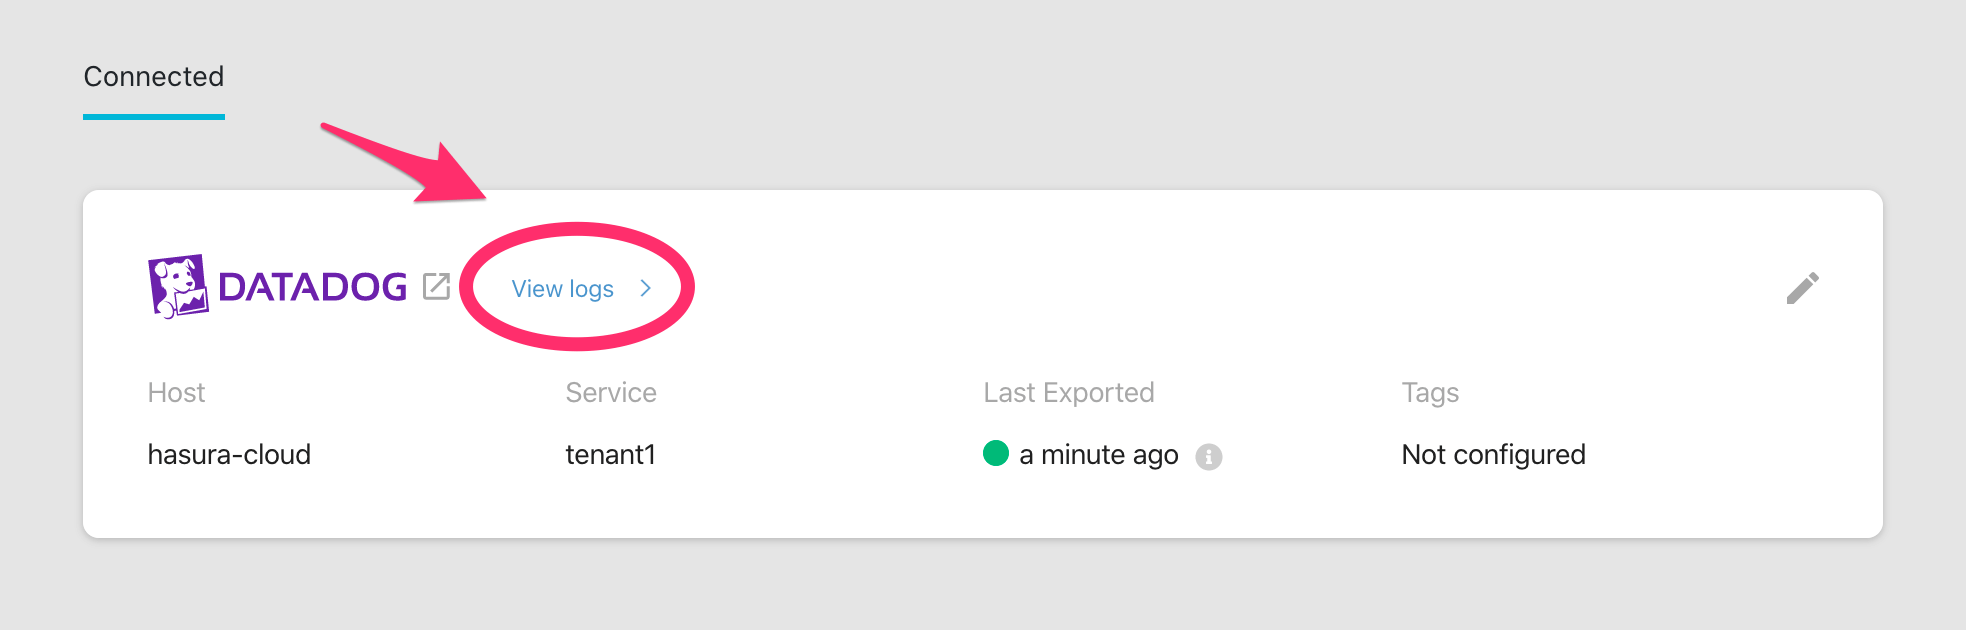 Connected
DATADOG View logs
Host Service Last Exported Tags
hasura-cloud tenant1 a minute ago Not configured